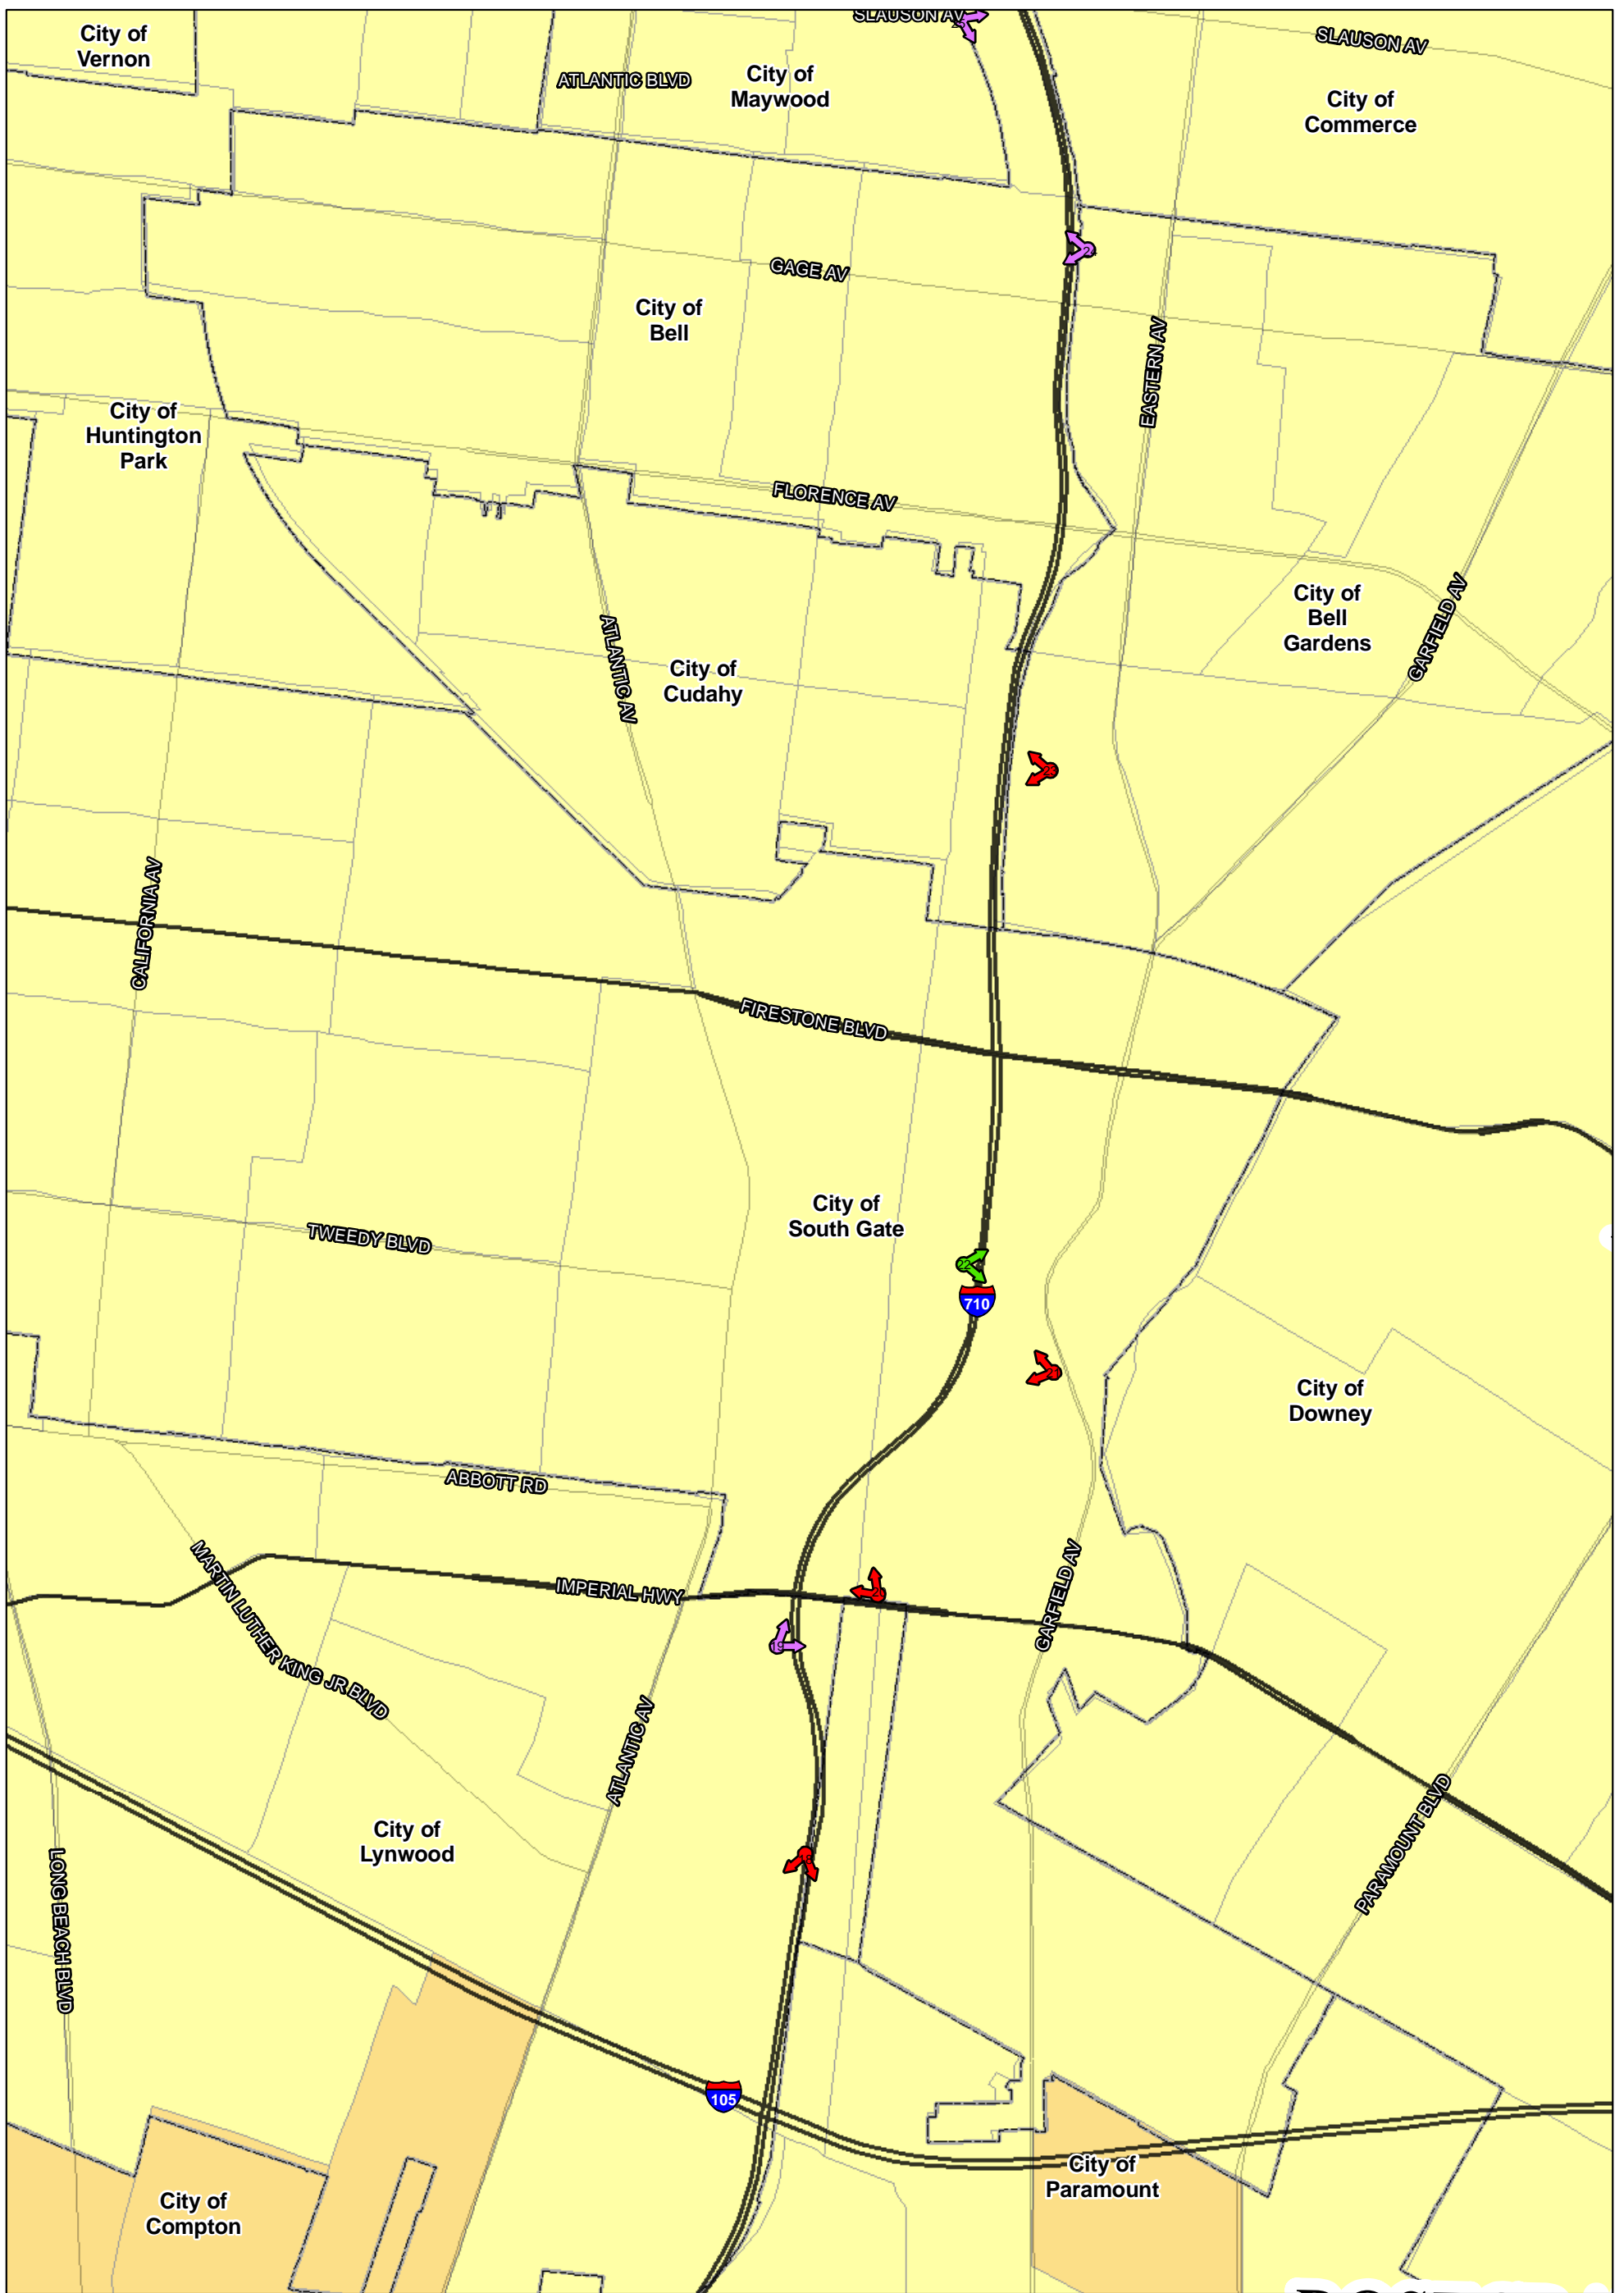 SLAUSON AV
City of
Vernon
SLAUSON AV
ATLANTIC BLVD
City of
Maywood
City of
Commerce
GAGE AV
City of
Bell
EASTERN AV
City of
Huntington
Park
FLORENCE AV
City of
Bell
Gardens
GARFIELD AV
ATLANTIC AV
City of
Cudahy
CALIFORNIA AV
FIRESTONE BLVD
City of
South Gate
TWEEDY BLVD
22
710
City of
Downey
ABBOTT RD
MARTIN LUTHER KING JR BLVD
IMPERIAL HWY
GARFIELD AV
19
ATLANTIC AV
PARAMOUNT BLVD
City of
Lynwood
LONG BEACH BLVD
105
City of
Paramount
City of
Compton